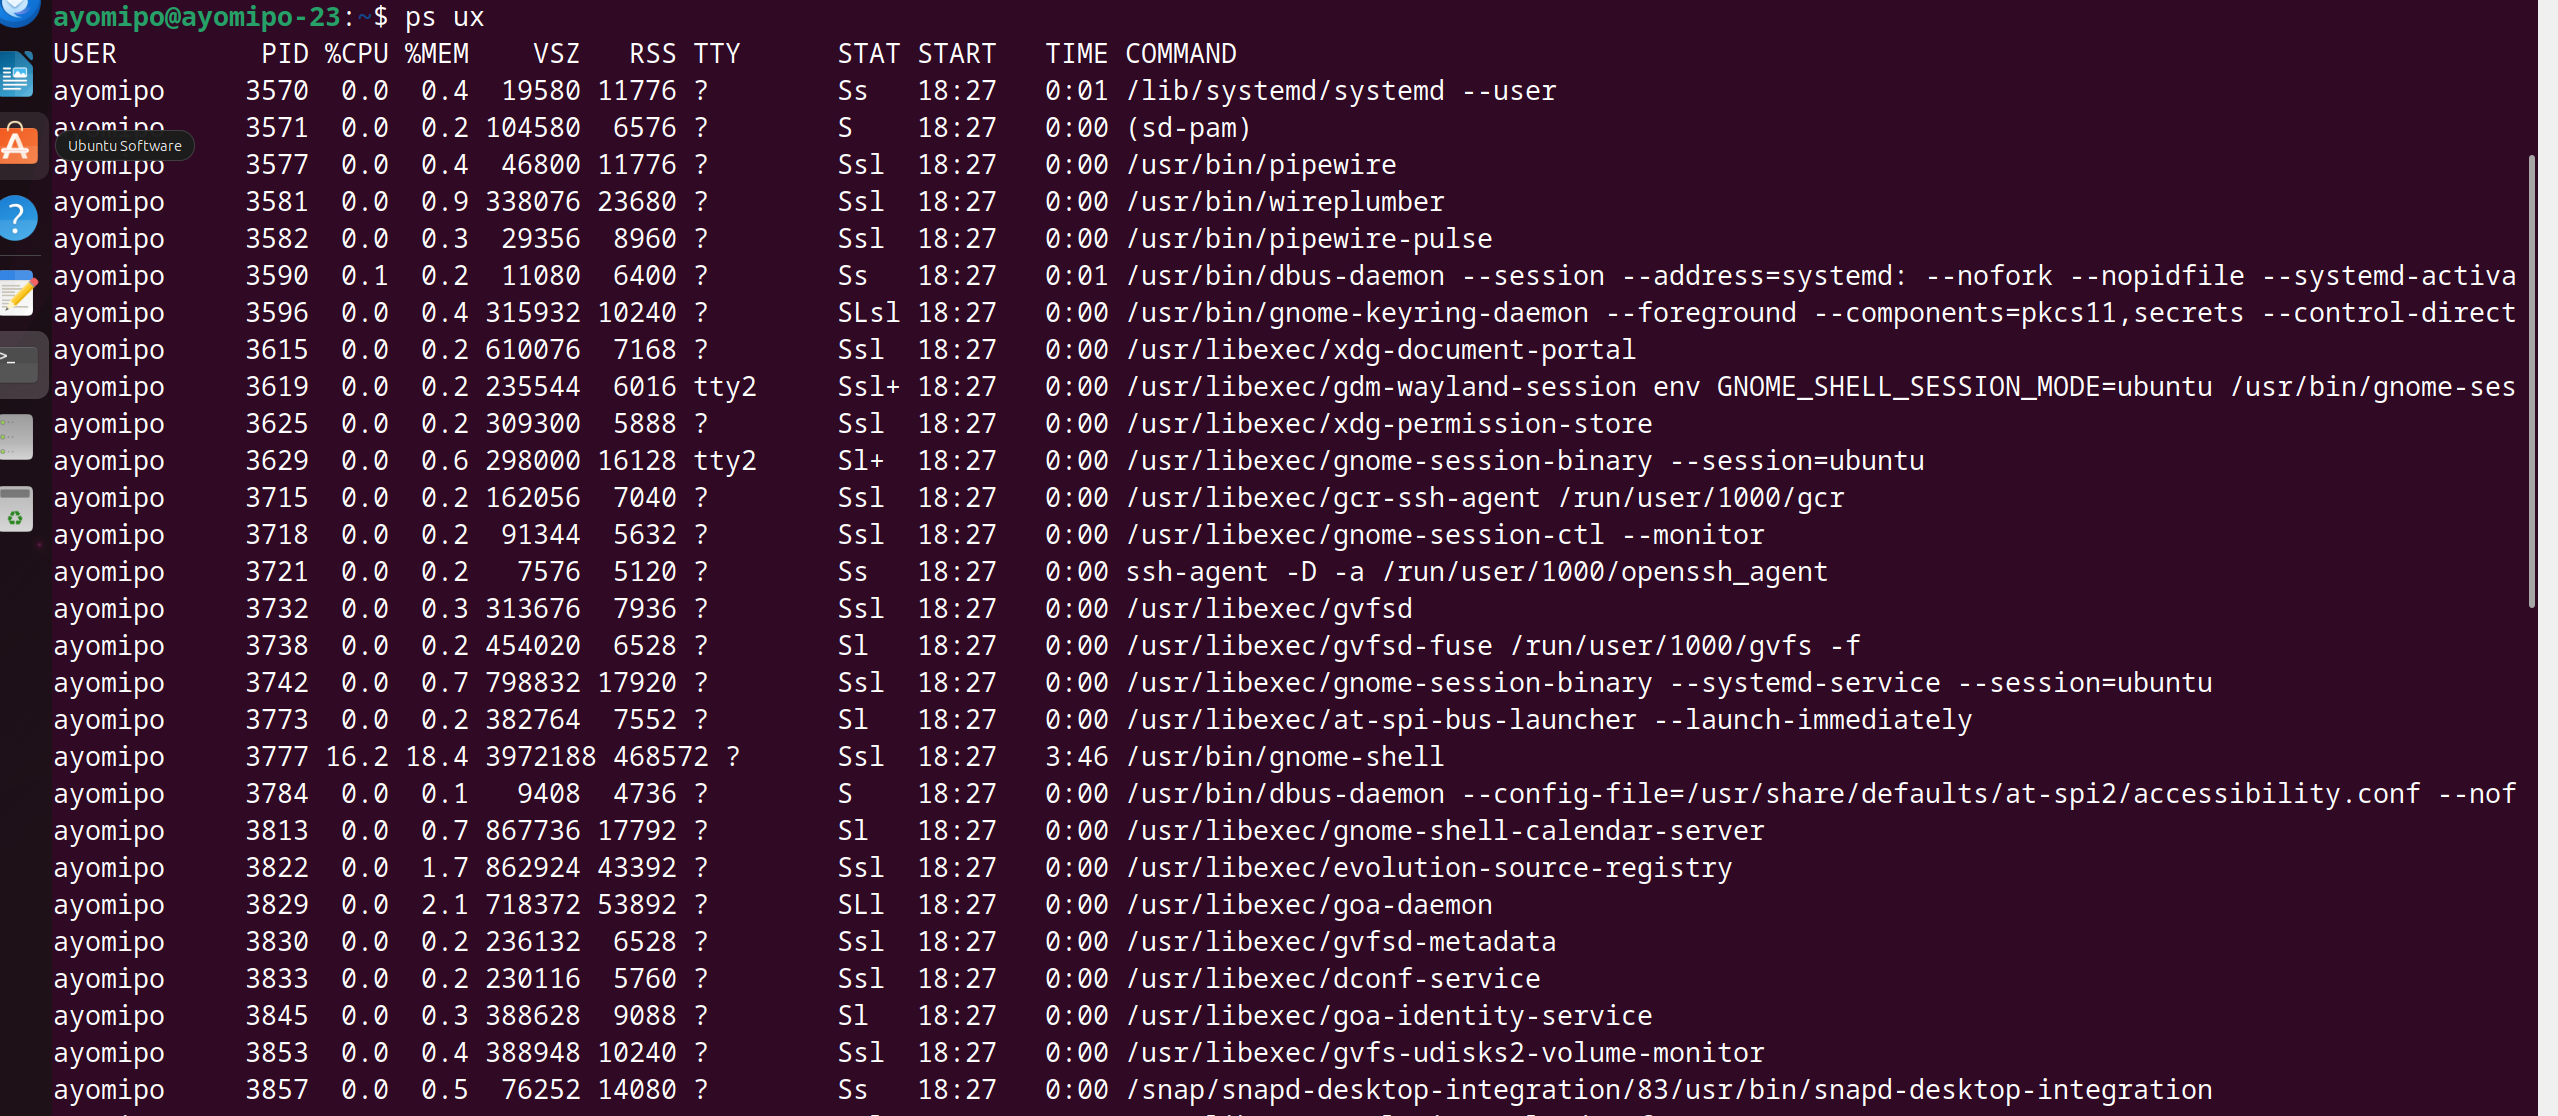 ayomipo@ayomipo-23:~$ ps ux
USER         PID %CPU %MEM    VSZ   RSS TTY      STAT START   TIME COMMAND
ayomipo     3570  0.0  0.4  19580 11776 ?        Ss   18:27   0:01 /lib/systemd/systemd --user
ayomipo     3571  0.0  0.2 104580  6576 ?        S    18:27   0:00 (sd-pam)
Ubuntu Software
ayomipo     3577  0.0  0.4  46800 11776 ?        Ssl  18:27   0:00 /usr/bin/pipewire
ayomipo     3581  0.0  0.9 338076 23680 ?        Ssl  18:27   0:00 /usr/bin/wireplumber
ayomipo     3582  0.0  0.3  29356  8960 ?        Ssl  18:27   0:00 /usr/bin/pipewire-pulse
ayomipo     3590  0.1  0.2  11080  6400 ?        Ss   18:27   0:01 /usr/bin/dbus-daemon --session --address=systemd: --nofork --nopidfile --systemd-activa
ayomipo     3596  0.0  0.4 315932 10240 ?        SLsl 18:27   0:00 /usr/bin/gnome-keyring-daemon --foreground --components=pkcs11,secrets --control-direct
ayomipo     3615  0.0  0.2 610076  7168 ?        Ssl  18:27   0:00 /usr/libexec/xdg-document-portal
ayomipo     3619  0.0  0.2 235544  6016 tty2     Ssl+ 18:27   0:00 /usr/libexec/gdm-wayland-session env GNOME_SHELL_SESSION_MODE=ubuntu /usr/bin/gnome-ses
ayomipo     3625  0.0  0.2 309300  5888 ?        Ssl  18:27   0:00 /usr/libexec/xdg-permission-store
ayomipo     3629  0.0  0.6 298000 16128 tty2     Sl+  18:27   0:00 /usr/libexec/gnome-session-binary --session=ubuntu
ayomipo     3715  0.0  0.2 162056  7040 ?        Ssl  18:27   0:00 /usr/libexec/gcr-ssh-agent /run/user/1000/gcr
ayomipo     3718  0.0  0.2  91344  5632 ?        Ssl  18:27   0:00 /usr/libexec/gnome-session-ctl --monitor
ayomipo     3721  0.0  0.2   7576  5120 ?        Ss   18:27   0:00 ssh-agent -D -a /run/user/1000/openssh_agent
ayomipo     3732  0.0  0.3 313676  7936 ?        Ssl  18:27   0:00 /usr/libexec/gvfsd
ayomipo     3738  0.0  0.2 454020  6528 ?        Sl   18:27   0:00 /usr/libexec/gvfsd-fuse /run/user/1000/gvfs -f
ayomipo     3742  0.0  0.7 798832 17920 ?        Ssl  18:27   0:00 /usr/libexec/gnome-session-binary --systemd-service --session=ubuntu
ayomipo     3773  0.0  0.2 382764  7552 ?        Sl   18:27   0:00 /usr/libexec/at-spi-bus-launcher --launch-immediately
ayomipo     3777 16.2 18.4 3972188 468572 ?      Ssl  18:27   3:46 /usr/bin/gnome-shell
ayomipo     3784  0.0  0.1   9408  4736 ?        S    18:27   0:00 /usr/bin/dbus-daemon --config-file=/usr/share/defaults/at-spi2/accessibility.conf --nof
ayomipo     3813  0.0  0.7 867736 17792 ?        Sl   18:27   0:00 /usr/libexec/gnome-shell-calendar-server
ayomipo     3822  0.0  1.7 862924 43392 ?        Ssl  18:27   0:00 /usr/libexec/evolution-source-registry
ayomipo     3829  0.0  2.1 718372 53892 ?        SLl  18:27   0:00 /usr/libexec/goa-daemon
ayomipo     3830  0.0  0.2 236132  6528 ?        Ssl  18:27   0:00 /usr/libexec/gvfsd-metadata
ayomipo     3833  0.0  0.2 230116  5760 ?        Ssl  18:27   0:00 /usr/libexec/dconf-service
ayomipo     3845  0.0  0.3 388628  9088 ?        Sl   18:27   0:00 /usr/libexec/goa-identity-service
ayomipo     3853  0.0  0.4 388948 10240 ?        Ssl  18:27   0:00 /usr/libexec/gvfs-udisks2-volume-monitor
ayomipo     3857  0.0  0.5  76252 14080 ?        Ss   18:27   0:00 /snap/snapd-desktop-integration/83/usr/bin/snapd-desktop-integration